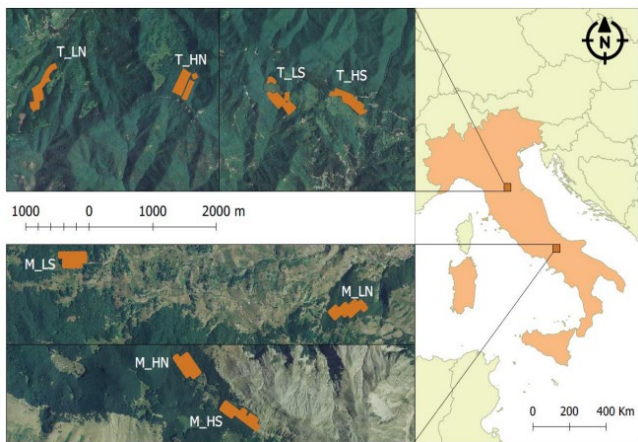 T_LN
T_HN
T_LS
T_HS
N
1000 0 1000 2000 m
M_LS
M_LN
M_HN
M_HS
0 200 400 Km